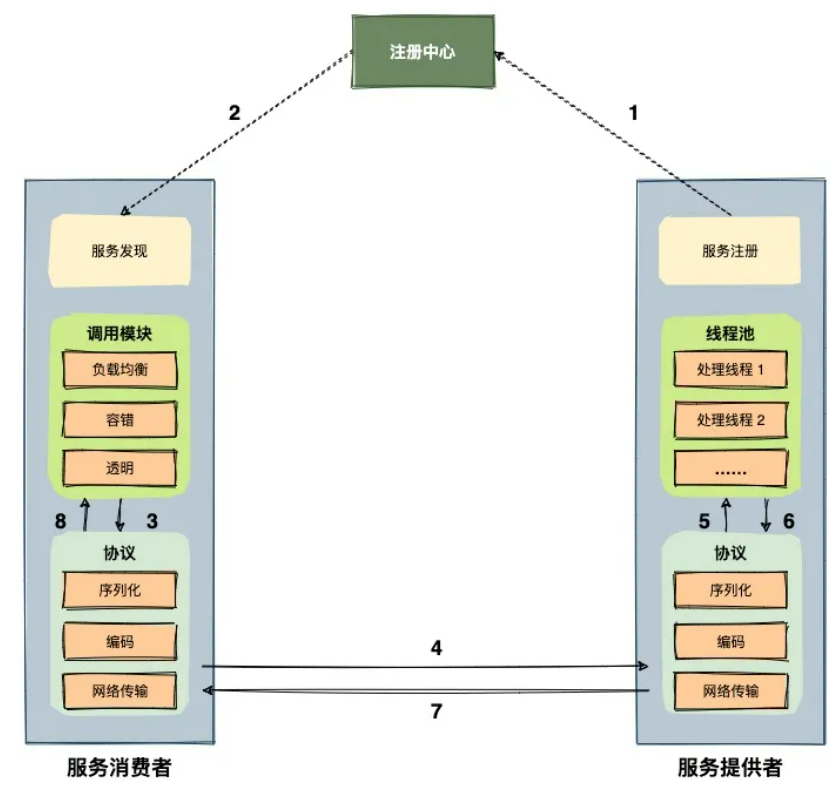 注册中心
2
1
服务发现
调用模块
负载均衡
容错
透明
8
3
协议
序列化
编码
网络传输
服务消费者
4
7
服务注册
线程池
处理线程 1
处理线程 2
......
5
6
协议
序列化
编码
网络传输
服务提供者